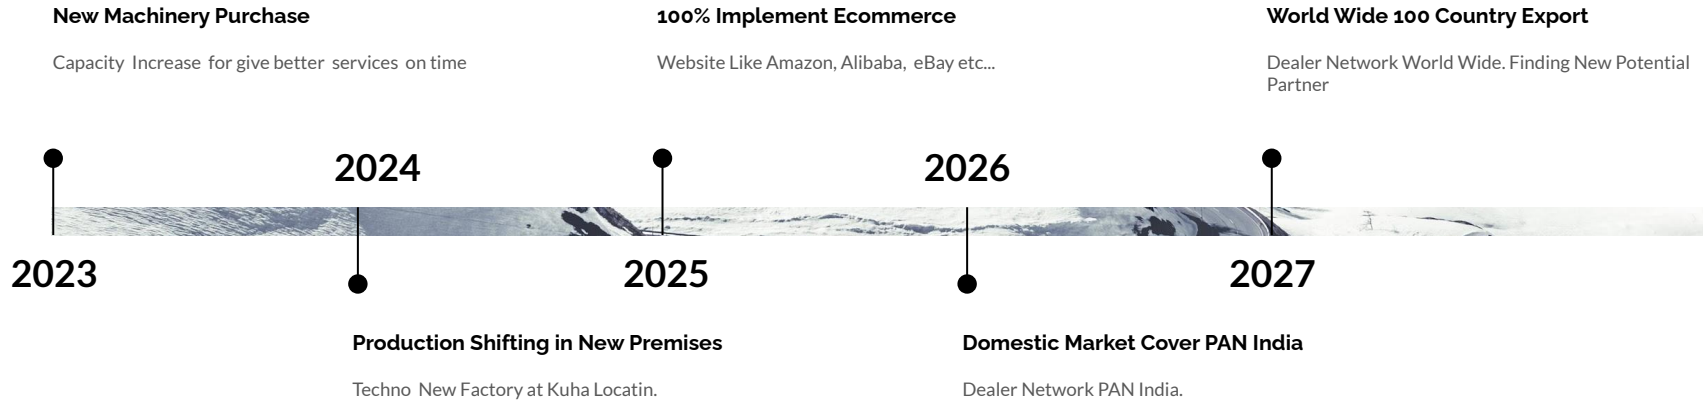 New Machinery Purchase
Capacity Increase for give better services on time
100% Implement Ecommerce
Website Like Amazon, Alibaba, eBay etc...
World Wide 100 Country Export
Dealer Network World Wide. Finding New Potential
Partner
2024
2026
2023
2025
2027
Production Shifting in New Premises
Techno New Factory at Kuha Locatin.
Domestic Market Cover PAN India
Dealer Network PAN India.